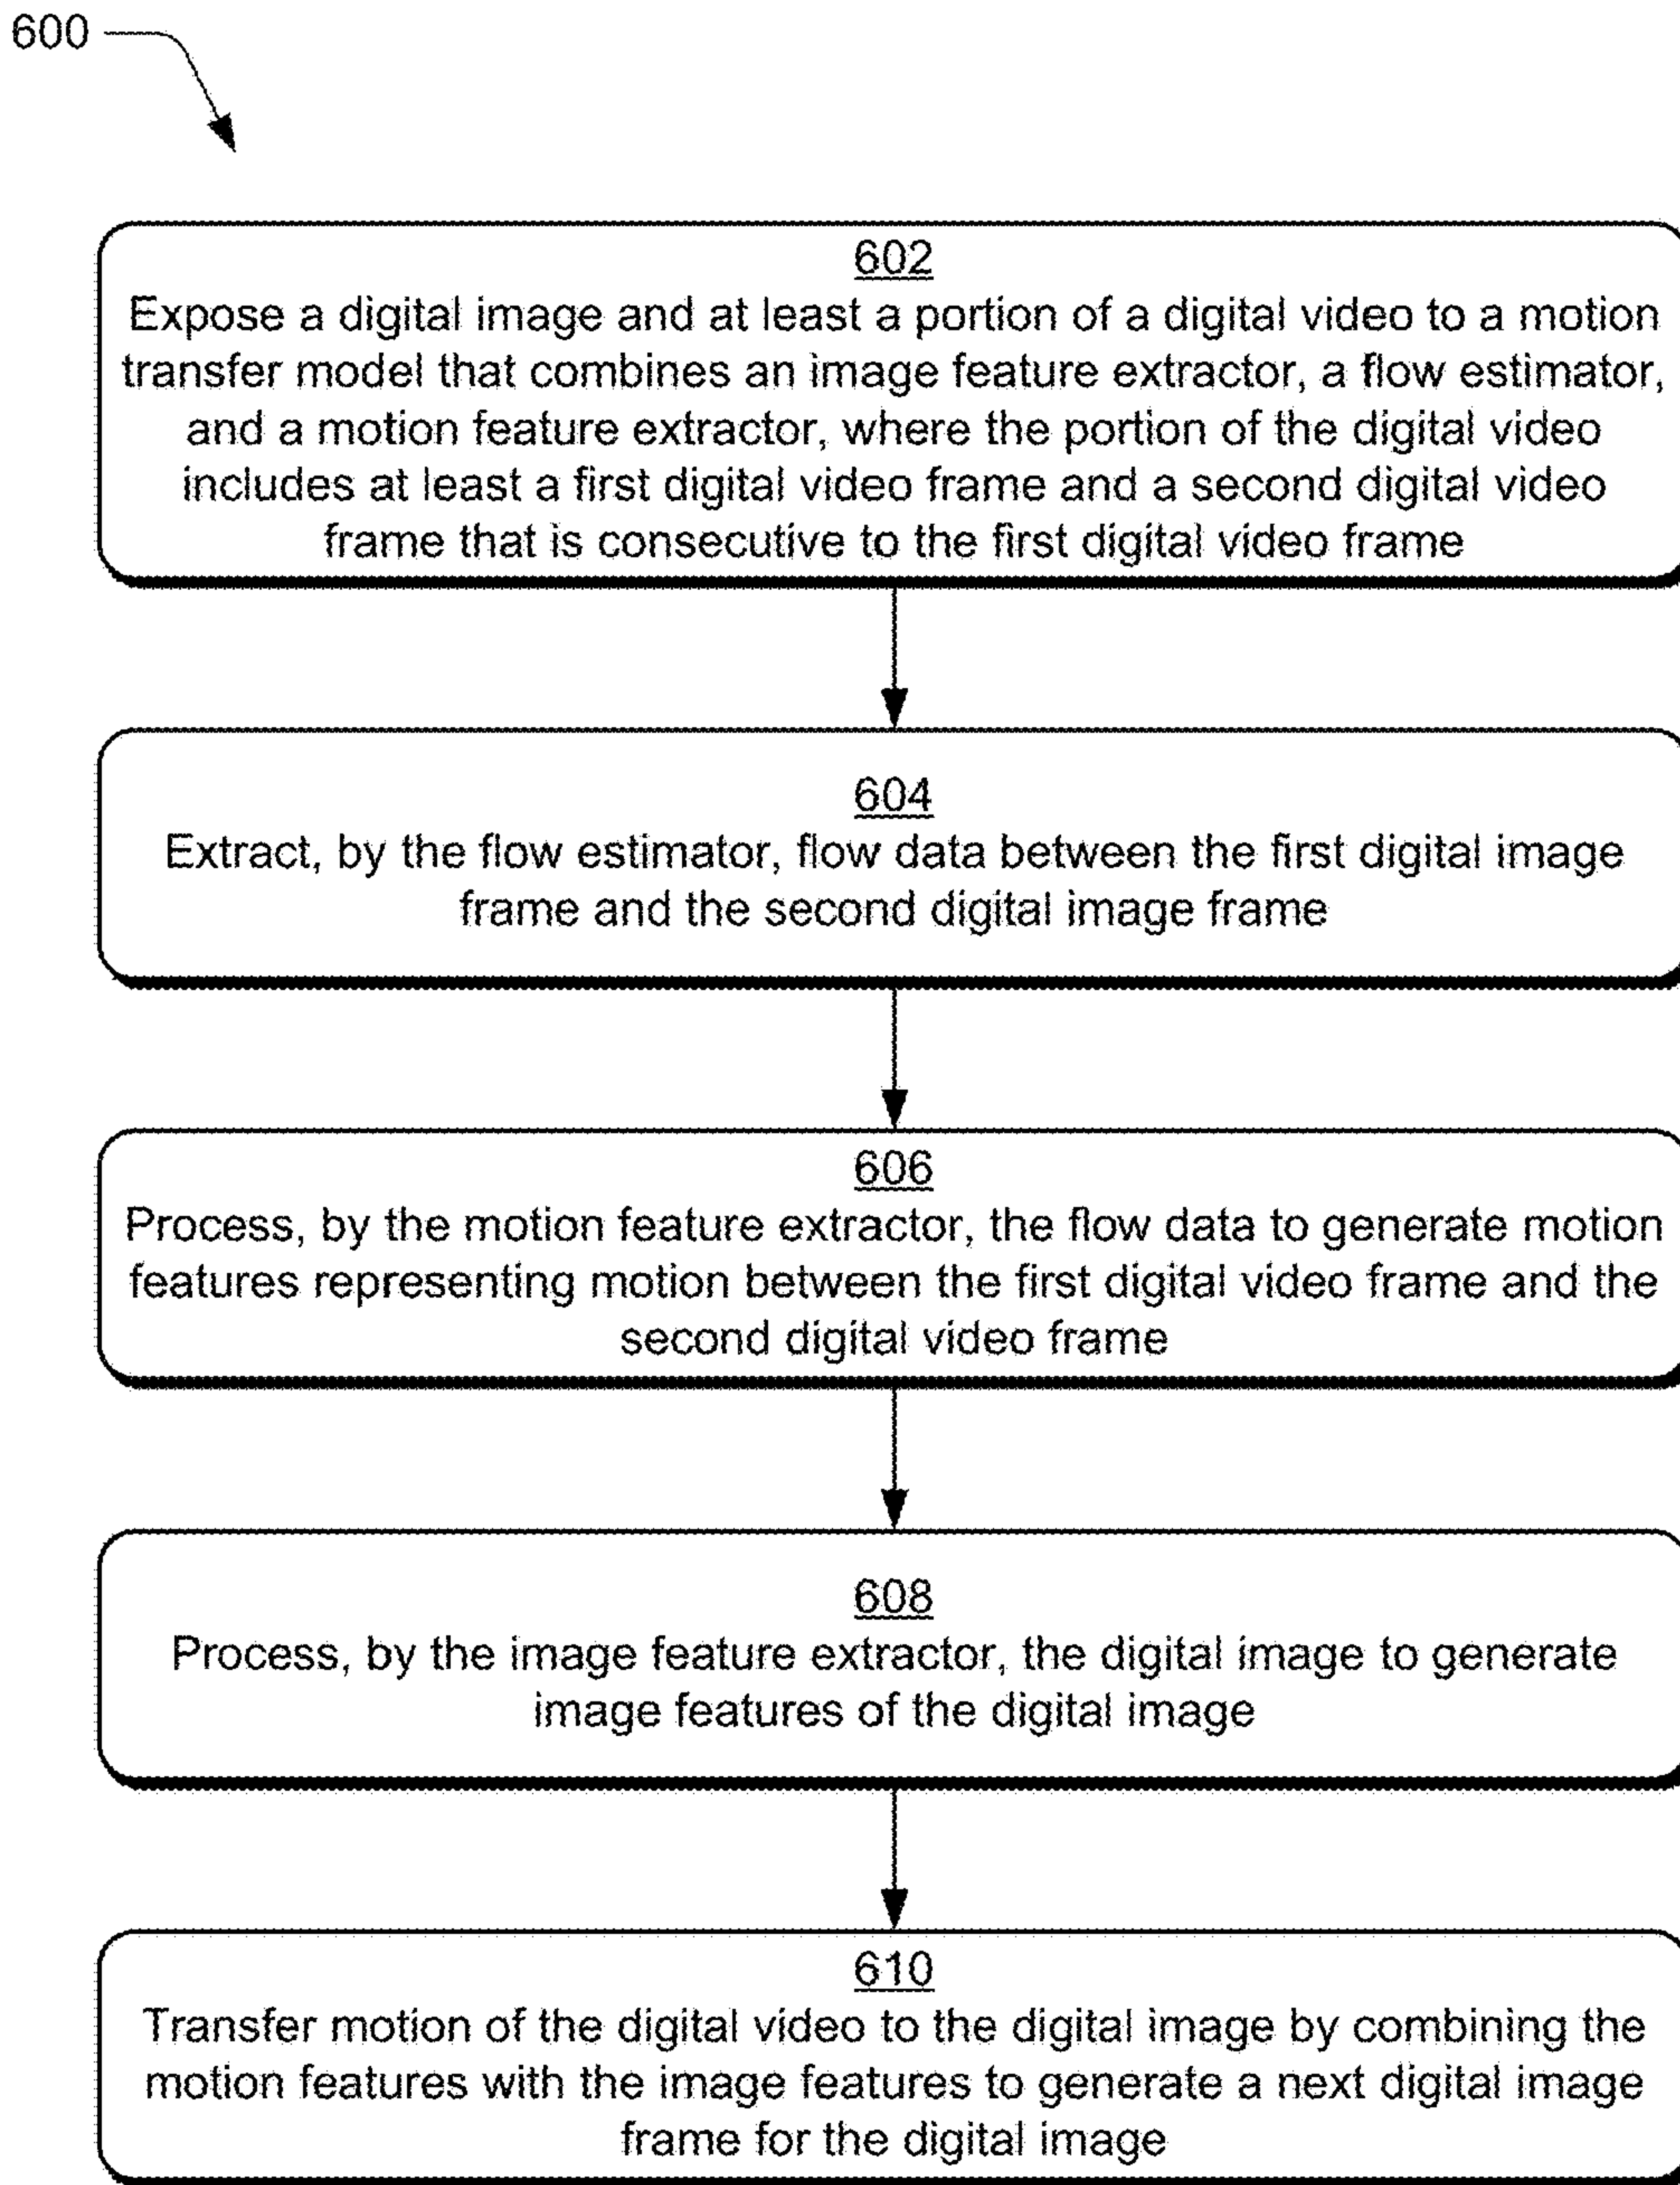 600
602
Expose a digital image and at least a portion of a digital video to a motion
transfer model that combines an image feature extractor, a flow estimator,
and a motion feature extractor, where the portion of the digital video
includes at least a first digital video frame and a second digital video
frame that is consecutive to the first digital video frame
604
Extract, by the flow estimator, flow data between the first digital image
frame and the second digital image frame
606
Process, by the motion feature extractor, the flow data to generate motion
features representing motion between the first digital video frame and the
second digital video frame
608
Process, by the image feature extractor, the digital image to generate
image features of the digital image
610
Transfer motion of the digital video to the digital image by combining the
motion features with the image features to generate a next digital image
frame for the digital image